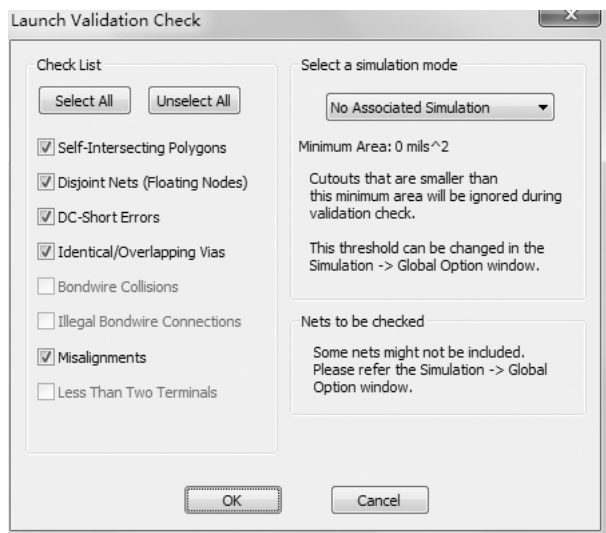 Launch Validation Check
Check List
Select All
Unselect All
Self-Intersecting Polygons
Disjoint Nets (Floating Nodes)
DC-Short Errors
Identical/Overlapping Vias
Bondwire Collisions
Illegal Bondwire Connections
Misalignments
Less Than Two Terminals
Select a simulation mode
No Associated Simulation
Minimum Area: 0 mils^2
Cutouts that are smaller than
this minimum area will be ignored during
validation check.
This threshold can be changed in the
Simulation -> Global Option window.
Nets to be checked
Some nets might not be included.
Please refer the Simulation -> Global
Option window.
OK
Cancel